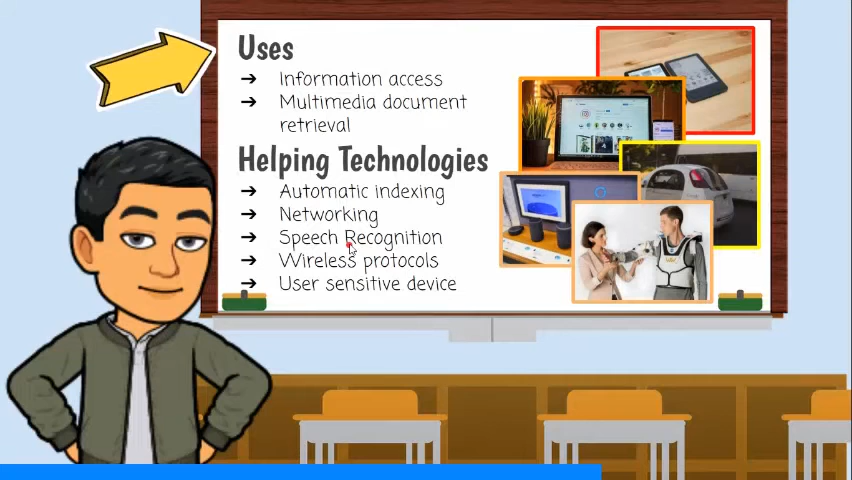 Uses
➔ Information access
➔ Multimedia document
retrieval
Helping Technologies
➔ Automatic indexing
➔ Networking
➔ Speech Recognition
➔ Wireless protocols
➔ User sensitive device